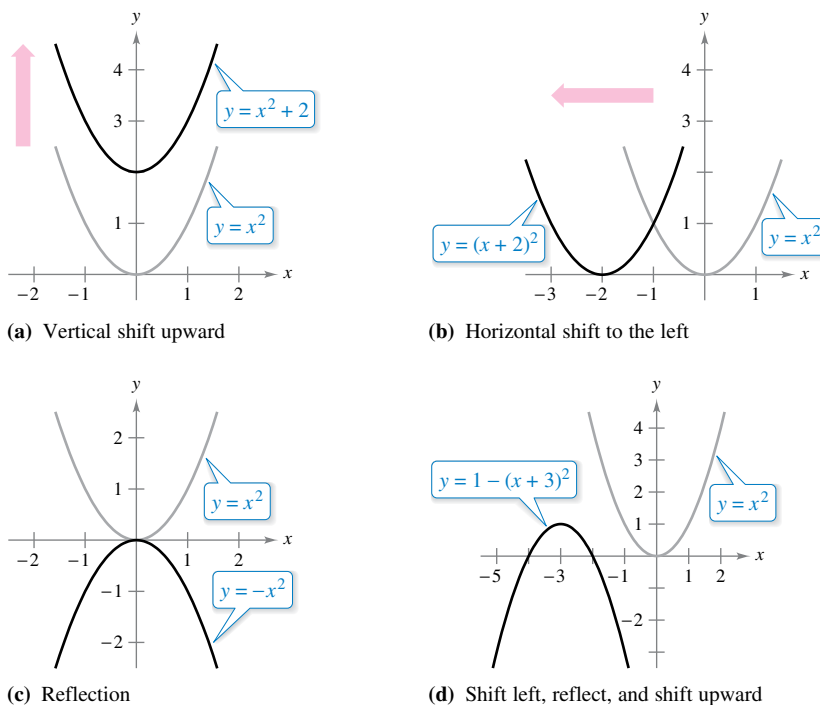 y
4
3
1
−2 −1 1 2
x
y = x² + 2
y = x²
(a) Vertical shift upward
y
4
3
1
−3 −2 −1 1
x
y = (x + 2)²
y = x²
(b) Horizontal shift to the left
y
2
1
−2 −1 1 2
x
−1
−2
y = x²
y = −x²
(c) Reflection
y
4
3
2
1
−5 −3 −1 1 2
x
−2
y = 1 − (x + 3)²
y = x²
(d) Shift left, reflect, and shift upward